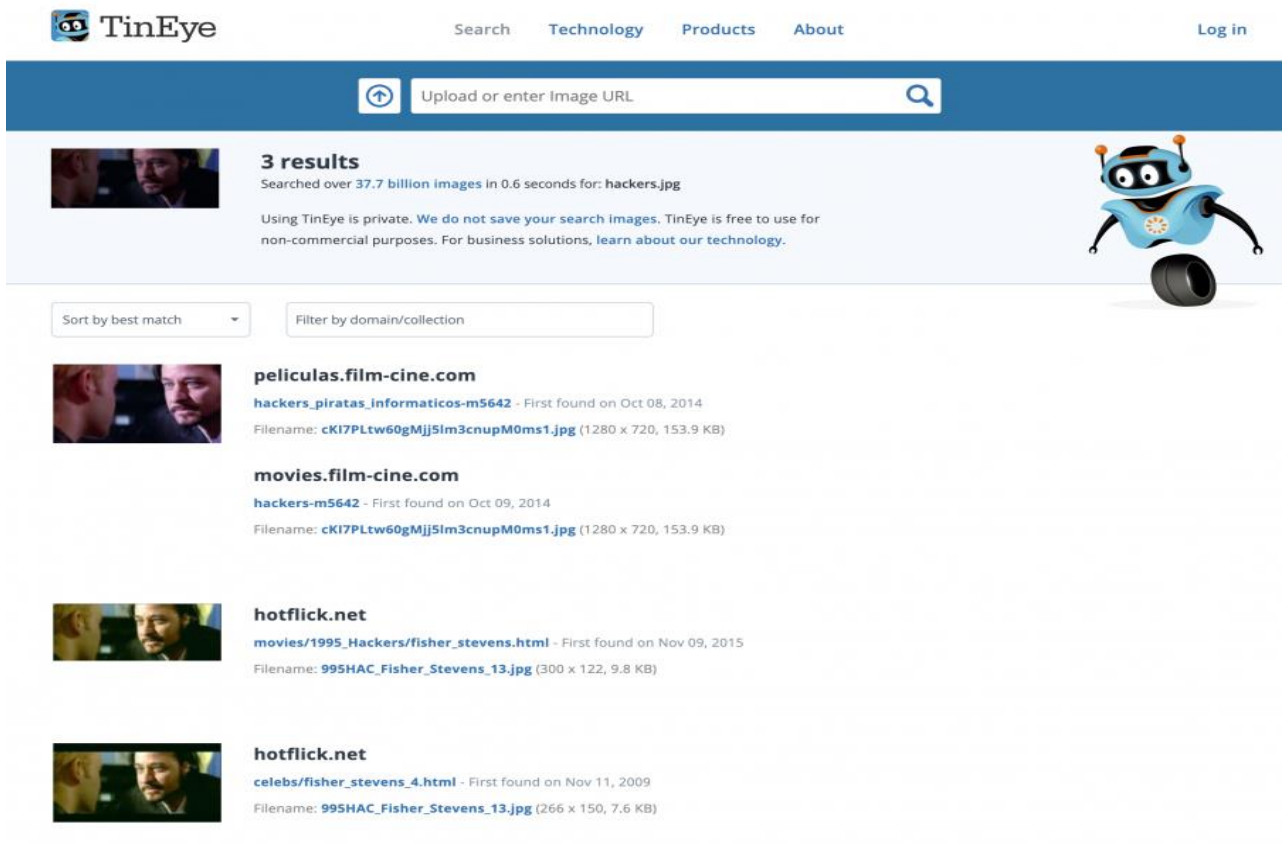 TinEye
Search Technology Products About
Log in
Upload or enter Image URL
3 results
Searched over 37.7 billion images in 0.6 seconds for: hackers.jpg
Using TinEye is private. We do not save your search images. TinEye is free to use for
non-commercial purposes. For business solutions, learn about our technology.
Sort by best match
Filter by domain/collection
peliculas.film-cine.com
hackers_piratas_informaticos-m5642 - First found on Oct 08, 2014
Filename: cKI7PLtw60gMjj5lm3cnupM0ms1.jpg (1280 x 720, 153.9 KB)
movies.film-cine.com
hackers-m5642 - First found on Oct 09, 2014
Filename: cKI7PLtw60gMjj5lm3cnupM0ms1.jpg (1280 x 720, 153.9 KB)
hotflick.net
movies/1995_Hackers/fisher_stevens.html - First found on Nov 09, 2015
Filename: 995HAC_Fisher_Stevens_13.jpg (300 x 122, 9.8 KB)
hotflick.net
celebs/fisher_stevens_4.html - First found on Nov 11, 2009
Filename: 995HAC_Fisher_Stevens_13.jpg (266 x 150, 7.6 KB)